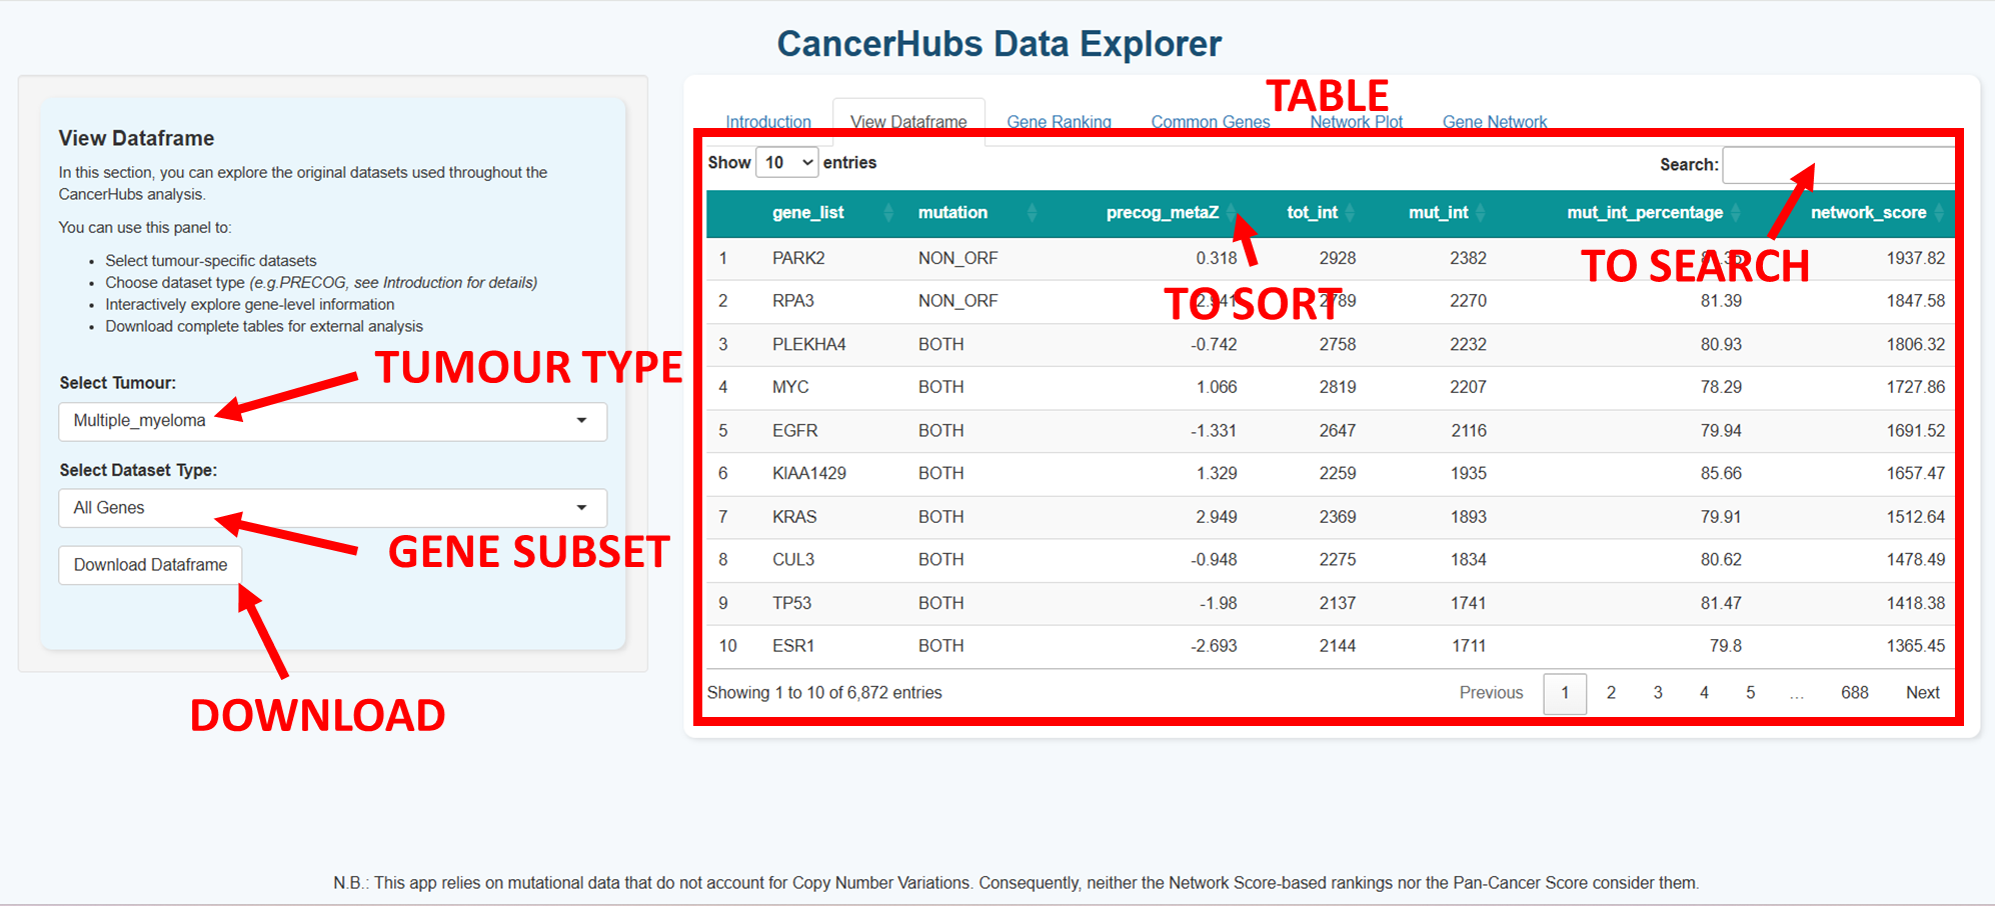 CancerHubs Data Explorer
View Dataframe
In this section, you can explore the original datasets used throughout the
CancerHubs analysis.
You can use this panel to:
Select tumour-specific datasets
Choose dataset type (e.g.PRECOG, see Introduction for details)
Interactively explore gene-level information
Download complete tables for external analysis
TUMOUR TYPE
Select Tumour:
Multiple_myeloma
Select Dataset Type:
All Genes
GENE SUBSET
Download Dataframe
DOWNLOAD
TABLE
Introduction View Dataframe Gene Ranking Common Genes Network Plot Gene Network
Show 10 entries Search:
gene_list mutation precog_metaZ tot_int mut_int mut_int_percentage network_score
TO SEARCH
TO SORT
1 PARK2 NON_ORF 0.318 2928 2382 1937.82
2 RPA3 NON_ORF 2789 2270 81.39 1847.58
3 PLEKHA4 BOTH -0.742 2758 2232 80.93 1806.32
4 MYC BOTH 1.066 2819 2207 78.29 1727.86
5 EGFR BOTH -1.331 2647 2116 79.94 1691.52
6 KIAA1429 BOTH 1.329 2259 1935 85.66 1657.47
7 KRAS BOTH 2.949 2369 1893 79.91 1512.64
8 CUL3 BOTH -0.948 2275 1834 80.62 1478.49
9 TP53 BOTH -1.98 2137 1741 81.47 1418.38
10 ESR1 BOTH -2.693 2144 1711 79.8 1365.45
Showing 1 to 10 of 6,872 entries Previous 1 2 3 4 5 … 688 Next
N.B.: This app relies on mutational data that do not account for Copy Number Variations. Consequently, neither the Network Score-based rankings nor the Pan-Cancer Score consider them.